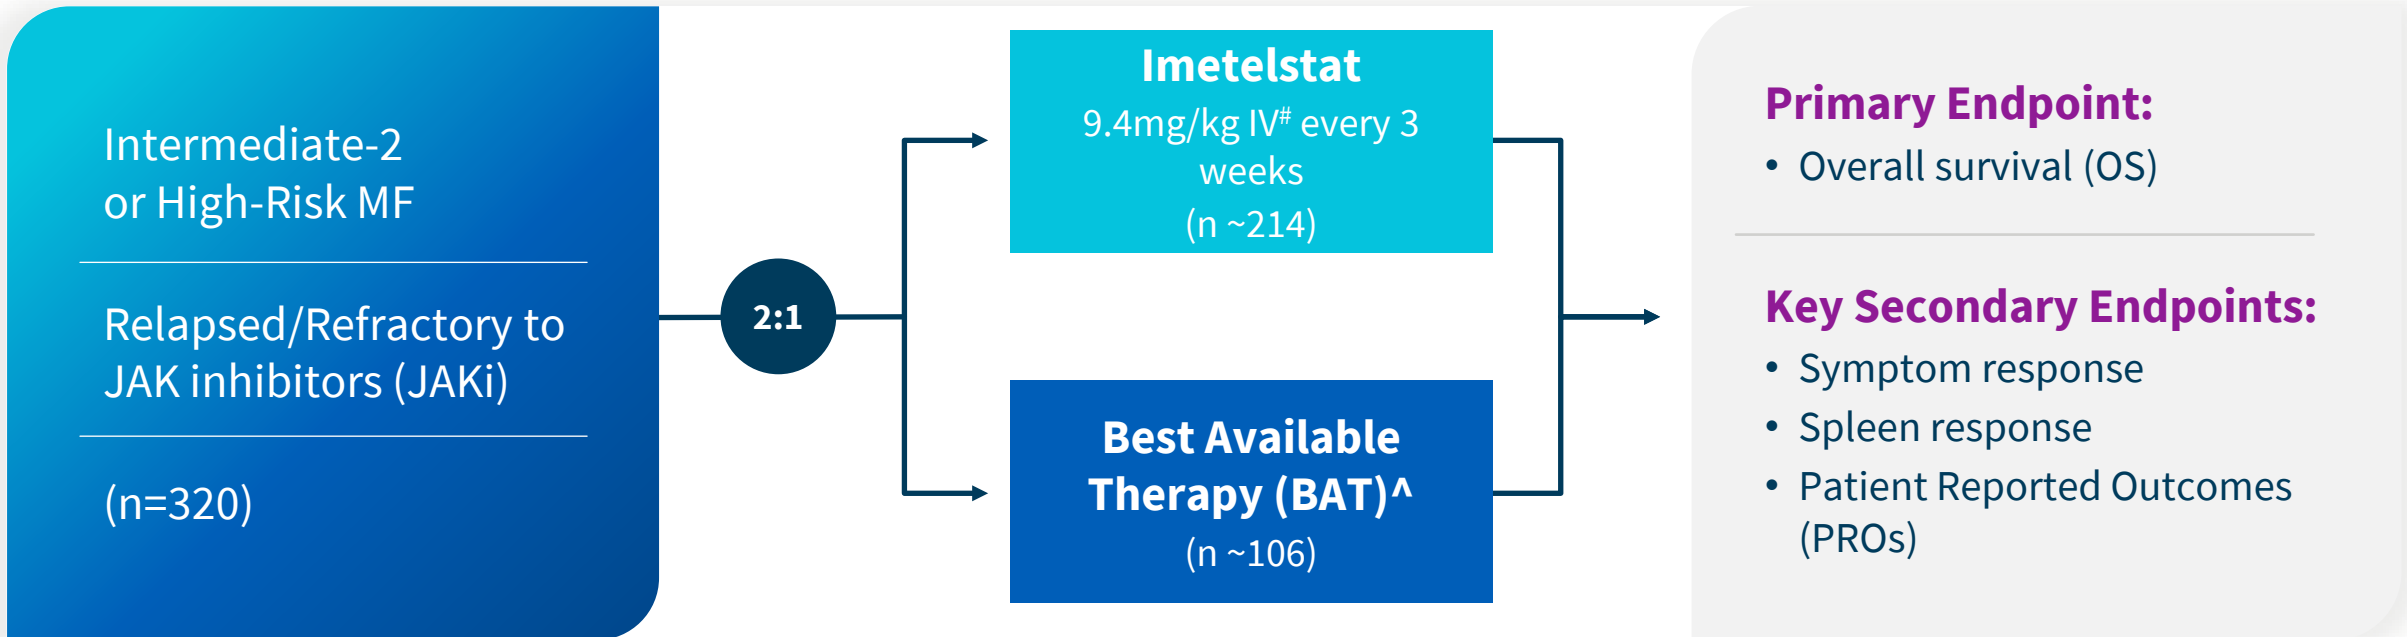 Intermediate-2
or High-Risk MF
Relapsed/Refractory to
JAK inhibitors (JAKi)
(n=320)
2:1
Imetelstat
9.4mg/kg IV# every 3
weeks
(n ~214)
Best Available
Therapy (BAT)^
(n ~106)
Primary Endpoint:
• Overall survival (OS)
Key Secondary Endpoints:
• Symptom response
• Spleen response
• Patient Reported Outcomes
(PROs)